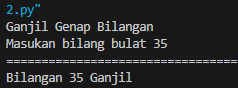 2.py"
Ganjil Genap Bilangan
Masukan bilang bulat 35
==================================
Bilangan 35 Ganjil